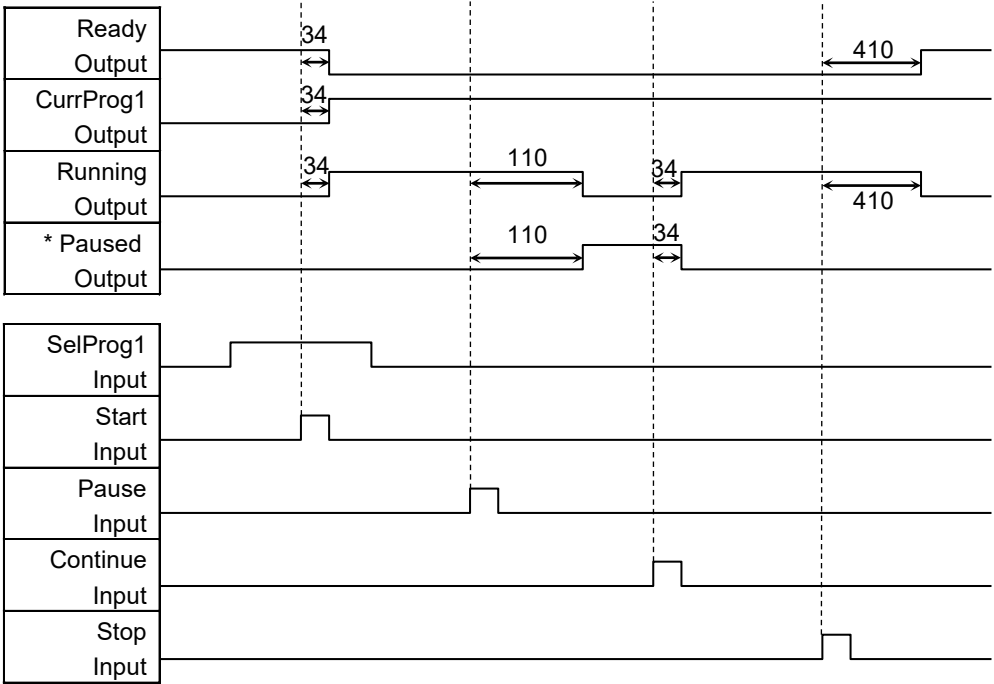 Ready
Output
34
410
CurrProg1
Output
34
Running
Output
34
110
34
410
* Paused
Output
110
34
SelProg1
Input
Start
Input
Pause
Input
Continue
Input
Stop
Input